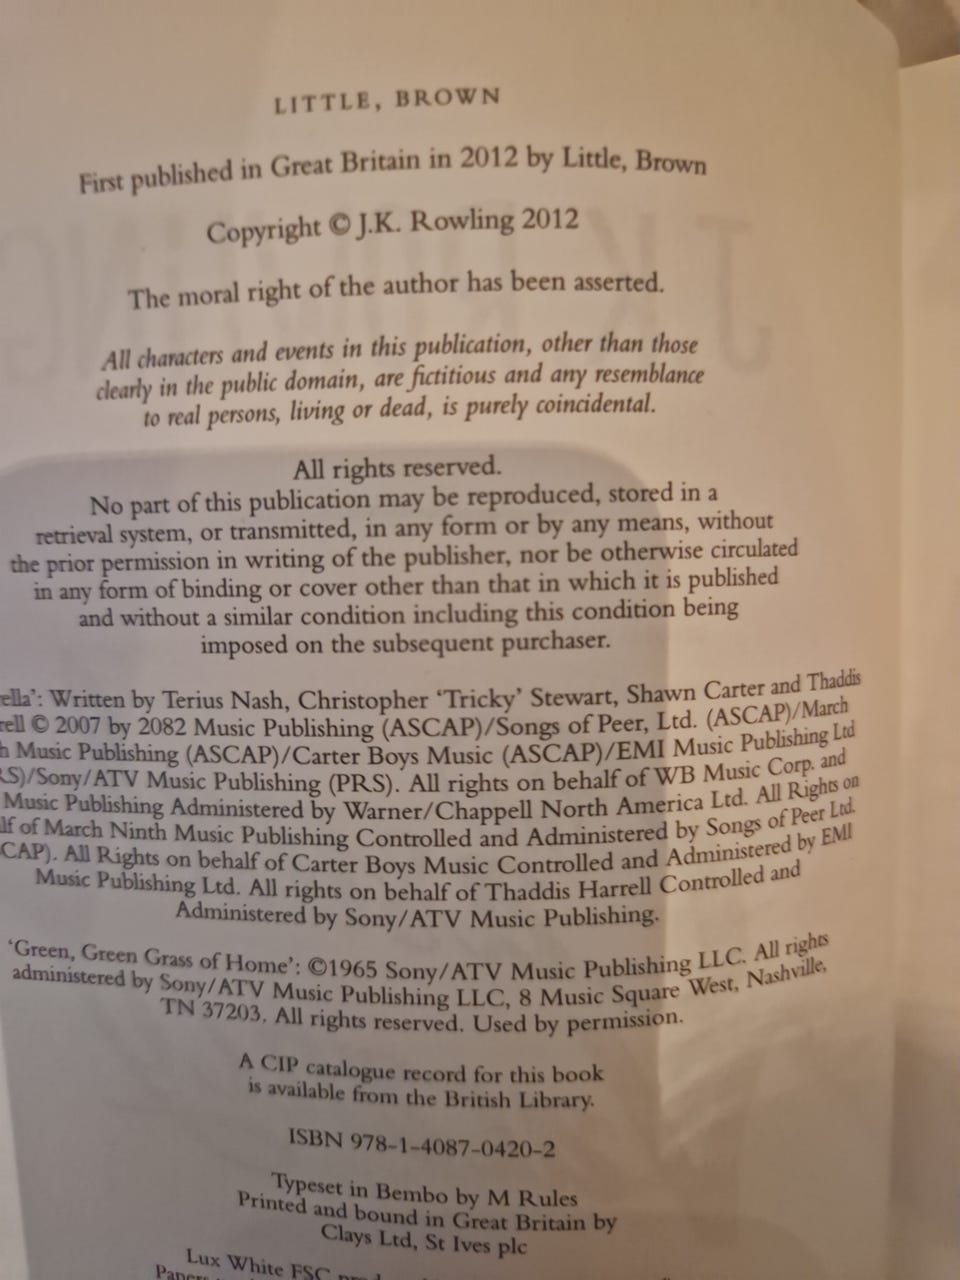 LITTLE, BROWN
First published in Great Britain in 2012 by Little, Brown
Copyright © J.K. Rowling 2012
The moral right of the author has been asserted.
All characters and events in this publication, other than those
clearly in the public domain, are fictitious and any resemblance
to real persons, living or dead, is purely coincidental.
All rights reserved.
No part of this publication may be reproduced, stored in a
retrieval system, or transmitted, in any form or by any means, without
the prior permission in writing of the publisher, nor be otherwise circulated
in any form of binding or cover other than that in which it is published
and without a similar condition including this condition being
imposed on the subsequent purchaser.
ella': Written by Terius Nash, Christopher 'Tricky' Stewart, Shawn Carter and Thaddis
rell © 2007 by 2082 Music Publishing (ASCAP)/Songs of Peer, Ltd. (ASCAP)/March
h Music Publishing (ASCAP)/Carter Boys Music (ASCAP)/EMI Music Publishing Ltd
RS)/Sony/ATV Music Publishing (PRS). All rights on behalf of WB Music Corp. and
Music Publishing Administered by Warner/Chappell North America Ltd. All Rights on
lf of March Ninth Music Publishing Controlled and Administered by Songs of Peer Ltd.
CAP). All Rights on behalf of Carter Boys Music Controlled and Administered by EMI
Music Publishing Ltd. All rights on behalf of Thaddis Harrell Controlled and
Administered by Sony/ATV Music Publishing.
'Green, Green Grass of Home': ©1965 Sony/ATV Music Publishing LLC. All rights
administered by Sony/ATV Music Publishing LLC, 8 Music Square West, Nashville,
TN 37203. All rights reserved. Used by permission.
A CIP catalogue record for this book
is available from the British Library.
ISBN 978-1-4087-0420-2
Typeset in Bembo by M Rules
Printed and bound in Great Britain by
Clays Ltd, St Ives plc
Lux White FSC